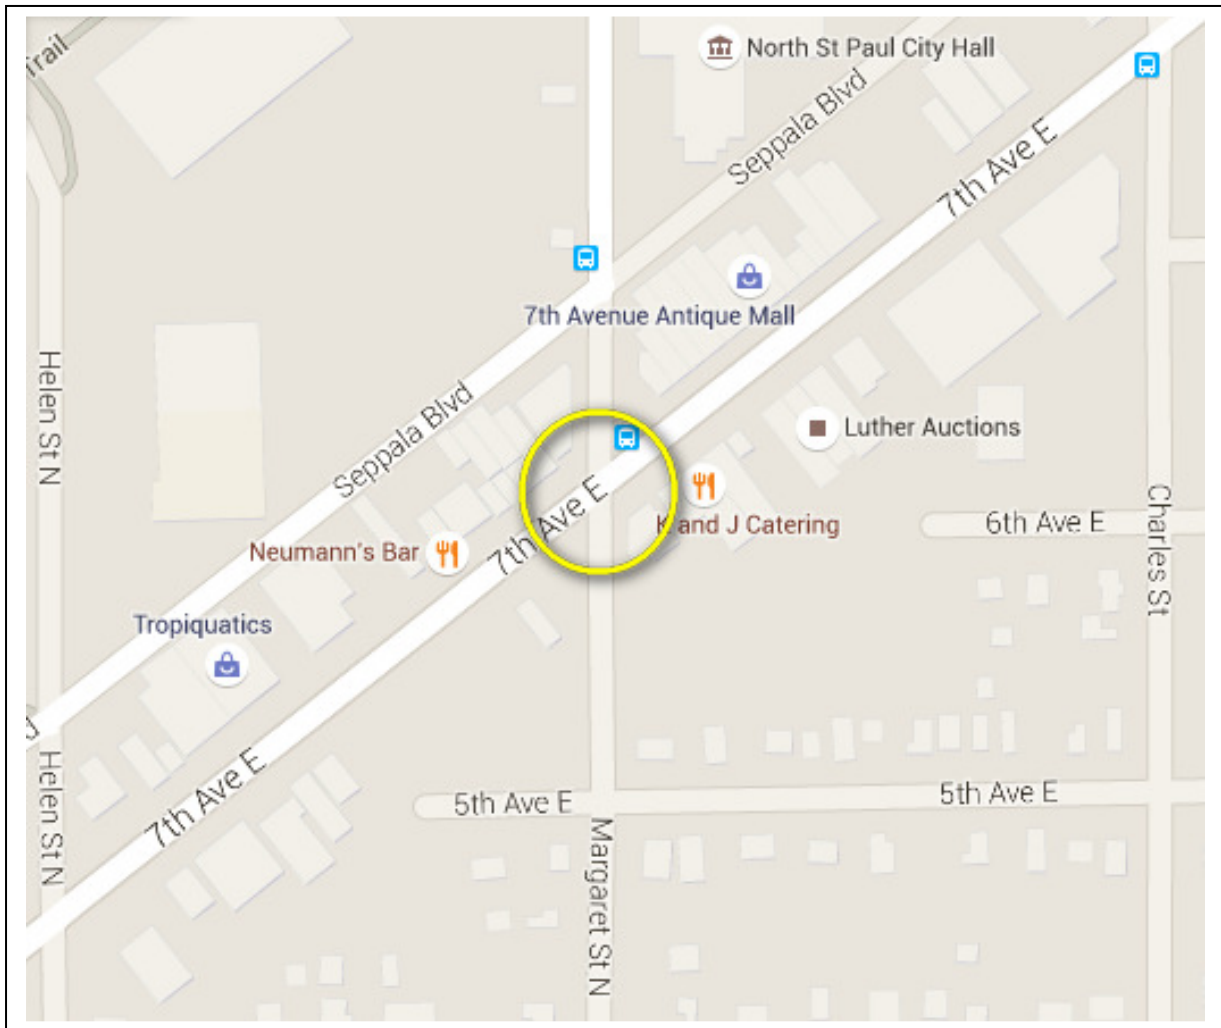 Trail
North St Paul City Hall
Seppala Blvd
7th Ave E
7th Avenue Antique Mall
Helen St N
Seppala Blvd
Luther Auctions
7th Ave E
K and J Catering
6th Ave E
Charles St
Neumann's Bar
Tropiquatics
Helen St N
7th Ave E
5th Ave E
5th Ave E
Margaret St N